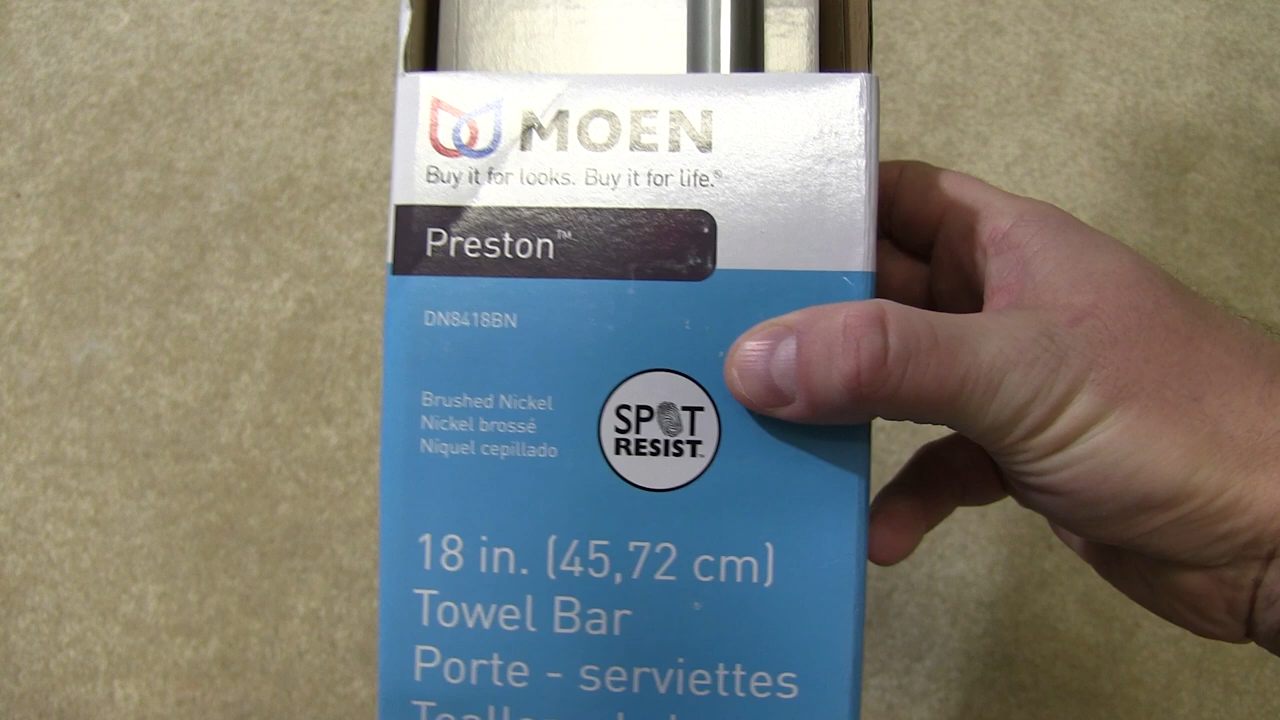 MOEN
Buy it for looks. Buy it for life.®
Preston™
DN8418BN
Brushed Nickel
Nickel brossé
Níquel cepillado
SPOT
RESIST™
18 in. (45,72 cm)
Towel Bar
Porte - serviettes